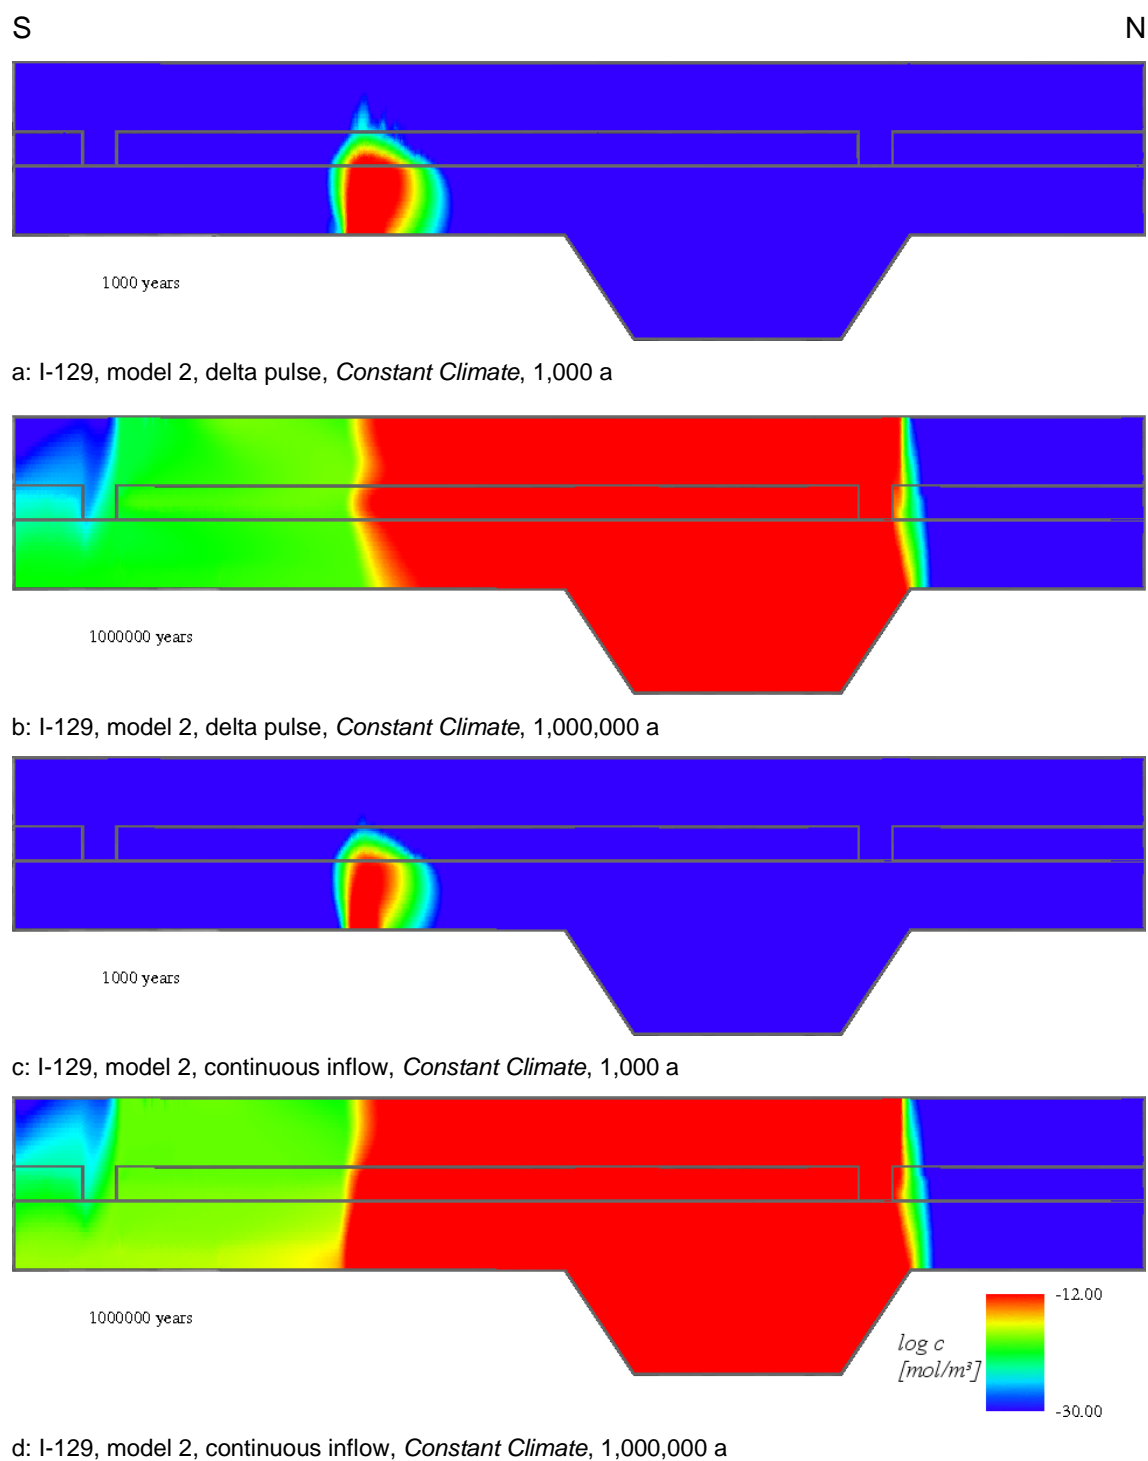 S
N
1000 years
a: I-129, model 2, delta pulse, Constant Climate, 1,000 a
1000000 years
b: I-129, model 2, delta pulse, Constant Climate, 1,000,000 a
1000 years
c: I-129, model 2, continuous inflow, Constant Climate, 1,000 a
-12.00
1000000 years
log c
[mol/m³]
-30.00
d: I-129, model 2, continuous inflow, Constant Climate, 1,000,000 a